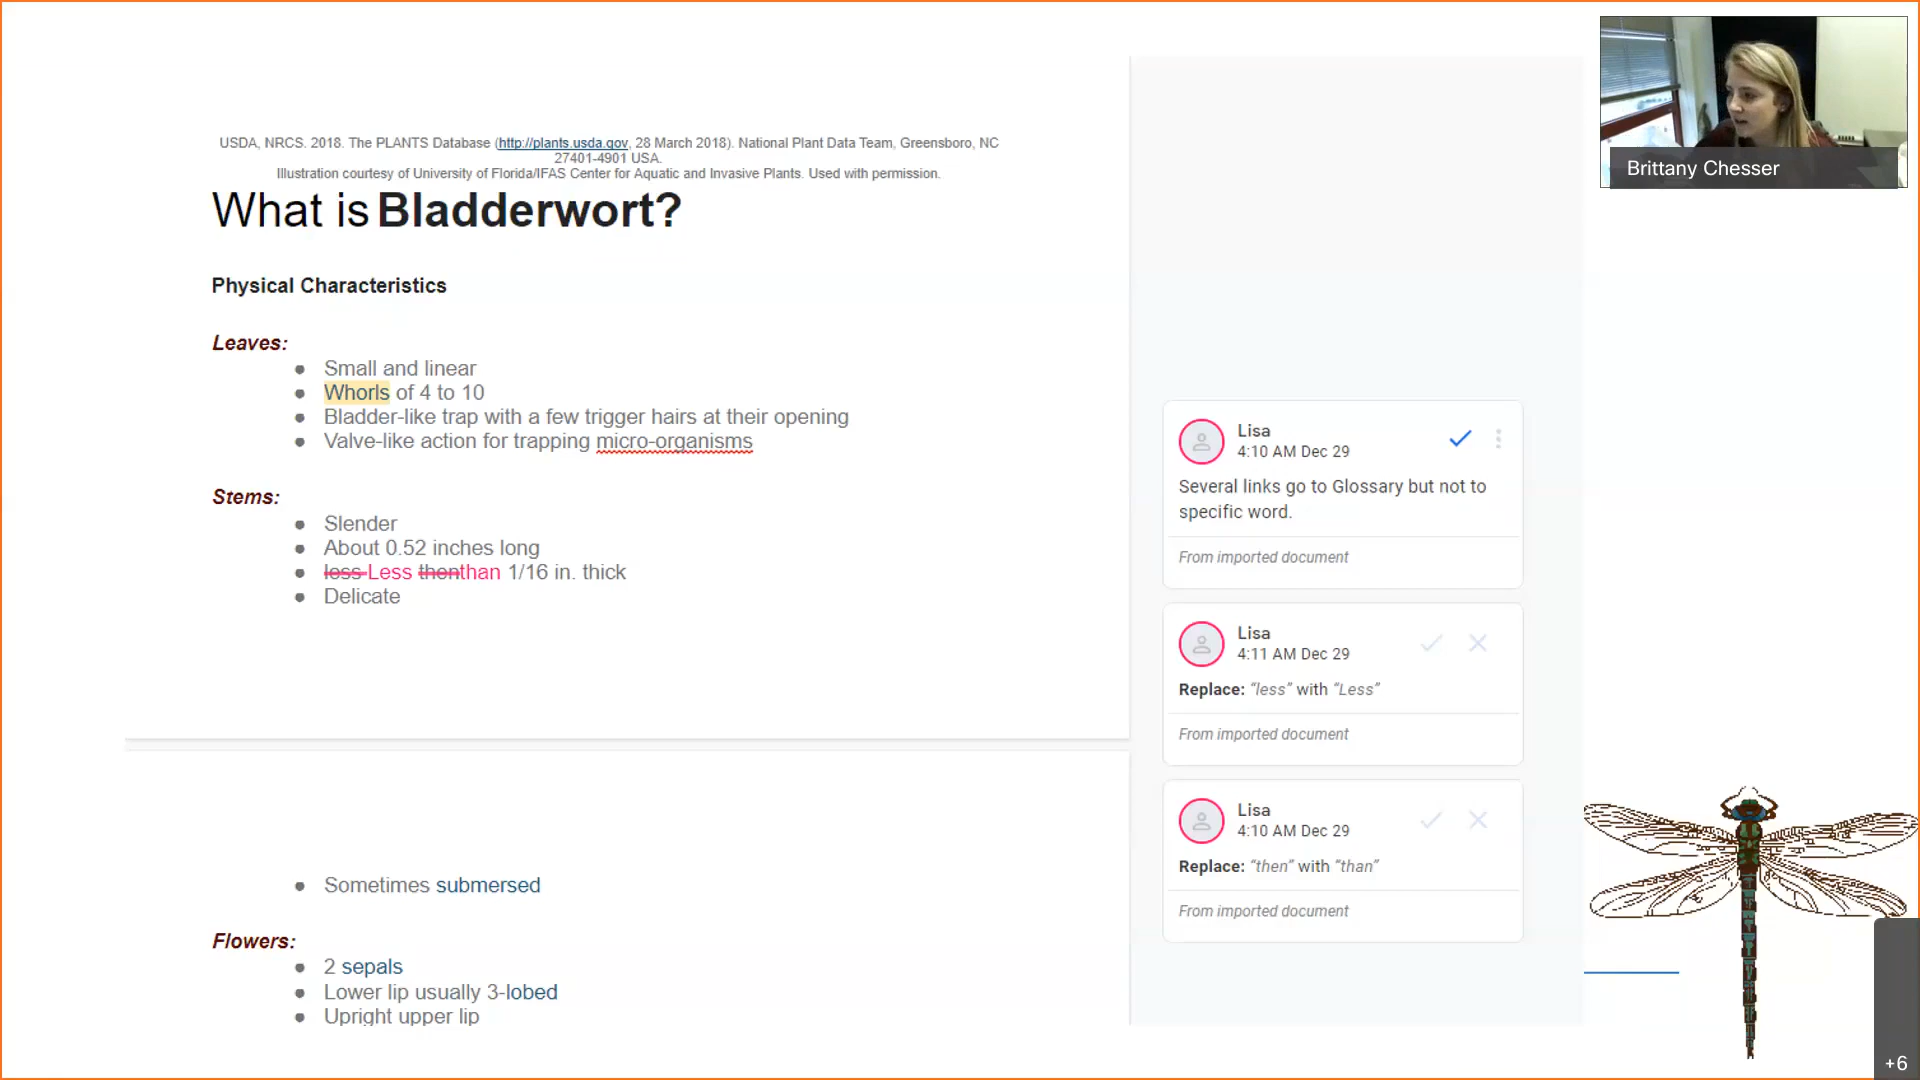 USDA, NRCS. 2018. The PLANTS Database (http://plants.usda.gov, 28 March 2018). National Plant Data Team, Greensboro, NC
27401-4901 USA.
Illustration courtesy of University of Florida/IFAS Center for Aquatic and Invasive Plants. Used with permission.
What is Bladderwort?
Physical Characteristics
Leaves:
● Small and linear
● Whorls of 4 to 10
● Bladder-like trap with a few trigger hairs at their opening
● Valve-like action for trapping micro-organisms
Stems:
● Slender
● About 0.52 inches long
● less Less thenthan 1/16 in. thick
● Delicate
● Sometimes submersed
Flowers:
● 2 sepals
● Lower lip usually 3-lobed
● Upright upper lip
Lisa
4:10 AM Dec 29
Several links go to Glossary but not to
specific word.
From imported document
Lisa
4:11 AM Dec 29
Replace: “less” with “Less”
From imported document
Lisa
4:10 AM Dec 29
Replace: “then” with “than”
From imported document
Brittany Chesser
+6